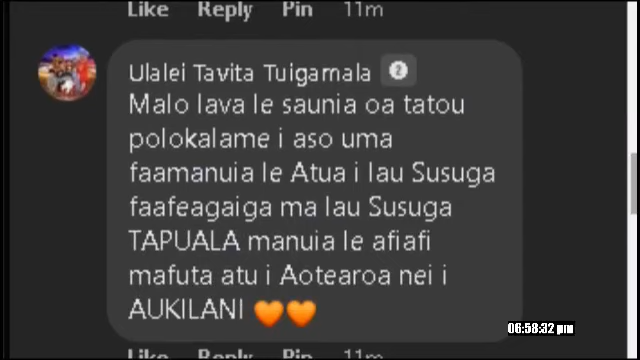 Like Reply Pin 11m
Ulalei Tavita Tuigamala 2
Malo lava le saunia oa tatou
polokalame i aso uma
faamanuia le Atua i lau Susuga
faafeagaiga ma lau Susuga
TAPUALA manuia le afiafi
mafuta atu i Aotearoa nei i
AUKILANI 🧡🧡
06:58:32 pm
Like Reply Pin 11m